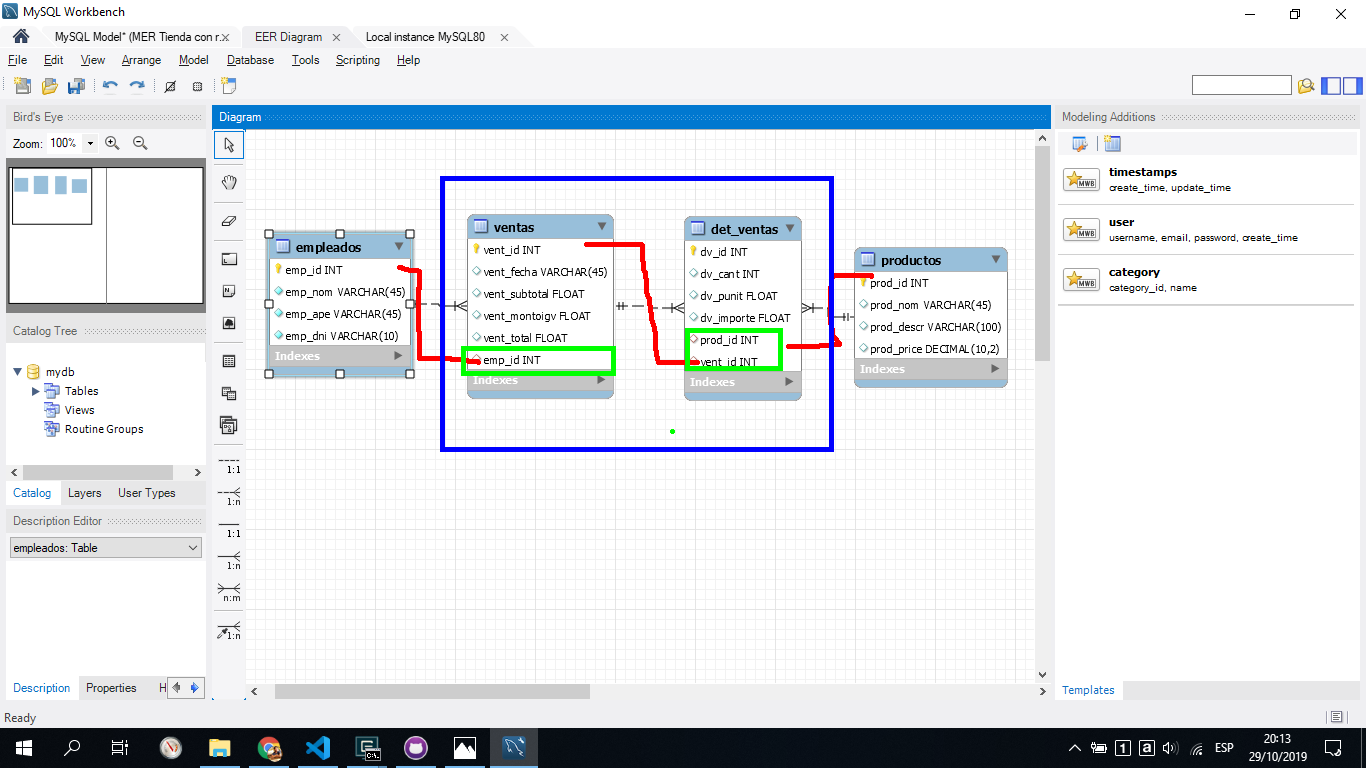 MySQL Workbench
MySQL Model* (MER Tienda con r...
EER Diagram
Local instance MySQL80
File Edit View Arrange Model Database Tools Scripting Help
Bird's Eye
Zoom: 100%
Catalog Tree
mydb
Tables
Views
Routine Groups
Catalog Layers User Types
Description Editor
empleados: Table
Description Properties H
Ready
Diagram
1:1
1:n
1:1
1:n
n:m
1:n
empleados
emp_id INT
emp_nom VARCHAR(45)
emp_ape VARCHAR(45)
emp_dni VARCHAR(10)
Indexes
ventas
vent_id INT
vent_fecha VARCHAR(45)
vent_subtotal FLOAT
vent_montoigv FLOAT
vent_total FLOAT
emp_id INT
Indexes
det_ventas
dv_id INT
dv_cant INT
dv_punit FLOAT
dv_importe FLOAT
prod_id INT
vent_id INT
Indexes
productos
prod_id INT
prod_nom VARCHAR(45)
prod_descr VARCHAR(100)
prod_price DECIMAL(10,2)
Indexes
Modeling Additions
timestamps
create_time, update_time
user
username, email, password, create_time
category
category_id, name
MWB
MWB
MWB
Templates
ESP
20:13
29/10/2019